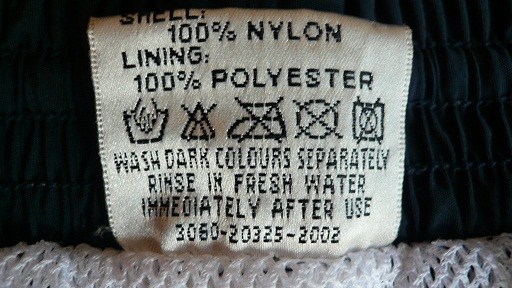 SHELL:
100% NYLON
LINING:
100% POLYESTER
WASH DARK COLOURS SEPARATELY
RINSE IN FRESH WATER
IMMEDIATELY AFTER USE
3060-20325-2002